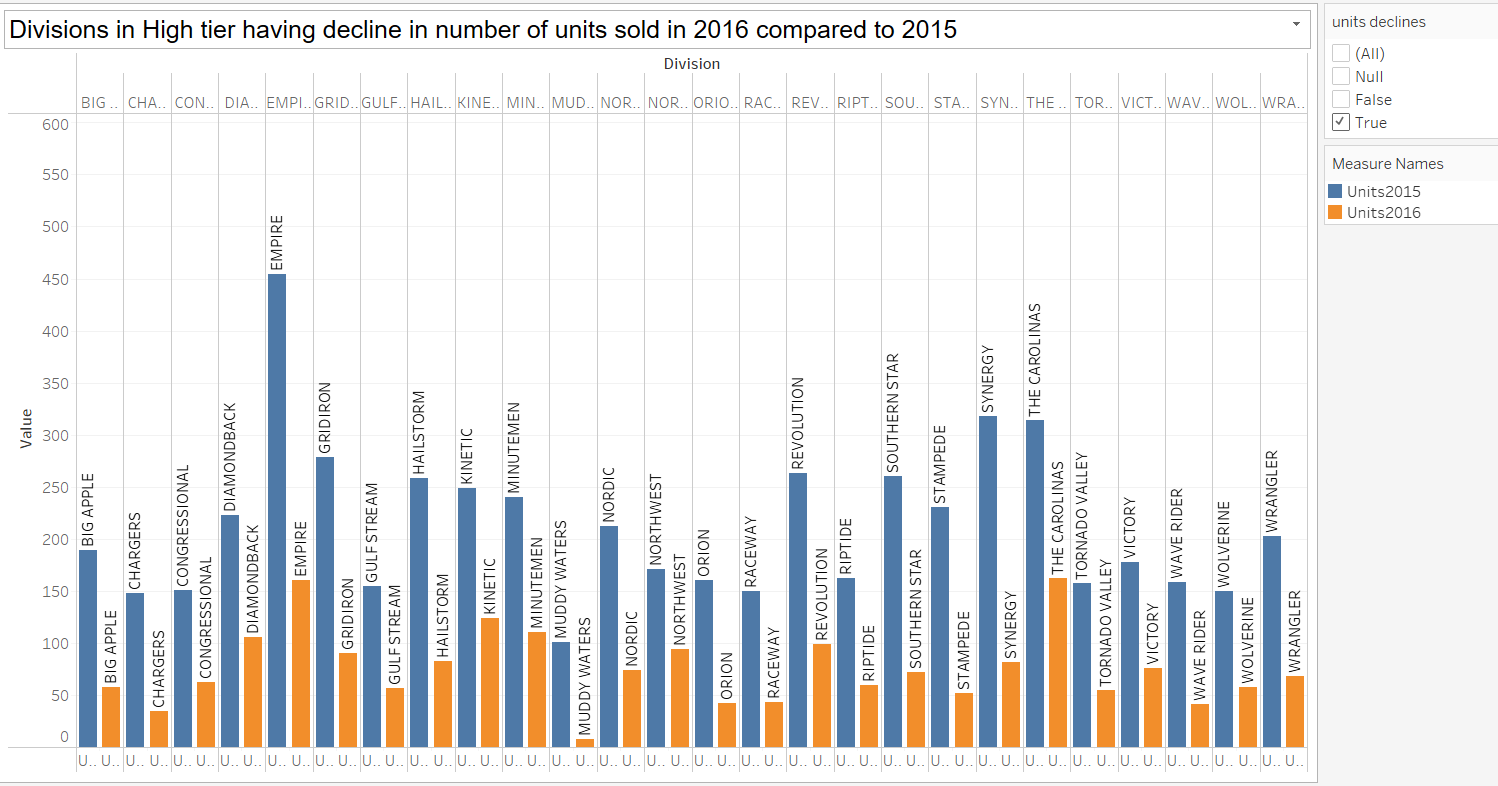 Divisions in High tier having decline in number of units sold in 2016 compared to 2015
Division
BIG .. CHA.. CON.. DIA.. EMPI.. GRID.. GULF.. HAIL.. KINE.. MIN.. MUD.. NOR.. NOR.. ORIO.. RAC.. REV.. RIPT.. SOU.. STA.. SYN.. THE .. TOR.. VICT.. WAV.. WOL.. WRA..
600
550
500
450
400
350
300
250
200
150
100
50
0
Value
BIG APPLE
BIG APPLE
CHARGERS
CHARGERS
CONGRESSIONAL
CONGRESSIONAL
DIAMONDBACK
DIAMONDBACK
EMPIRE
EMPIRE
GRIDIRON
GRIDIRON
GULF STREAM
GULF STREAM
HAILSTORM
HAILSTORM
KINETIC
KINETIC
MINUTEMEN
MINUTEMEN
MUDDY WATERS
MUDDY WATERS
NORDIC
NORDIC
NORTHWEST
NORTHWEST
ORION
ORION
RACEWAY
RACEWAY
REVOLUTION
REVOLUTION
RIPTIDE
RIPTIDE
SOUTHERN STAR
SOUTHERN STAR
STAMPEDE
STAMPEDE
SYNERGY
SYNERGY
THE CAROLINAS
THE CAROLINAS
TORNADO VALLEY
TORNADO VALLEY
VICTORY
VICTORY
WAVE RIDER
WAVE RIDER
WOLVERINE
WOLVERINE
WRANGLER
WRANGLER
U.. U.. U.. U.. U.. U.. U.. U.. U.. U.. U.. U.. U.. U.. U.. U.. U.. U.. U.. U.. U.. U.. U.. U.. U.. U.. U.. U.. U.. U.. U.. U.. U.. U.. U.. U.. U.. U.. U.. U.. U.. U.. U.. U.. U.. U.. U.. U.. U.. U.. U.. U..
units declines
(All)
Null
False
True
Measure Names
Units2015
Units2016